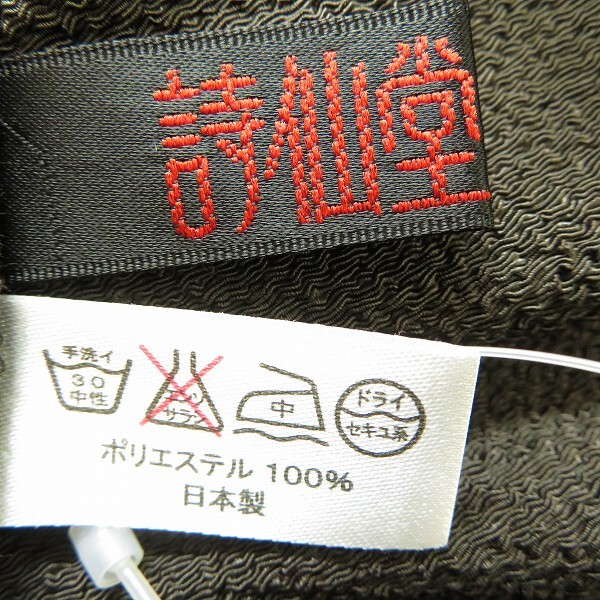 詩仙堂
手洗イ
30
中性
エンソ
サラシ
中
ドライ
セキユ系
ポリエステル 100%
日本製